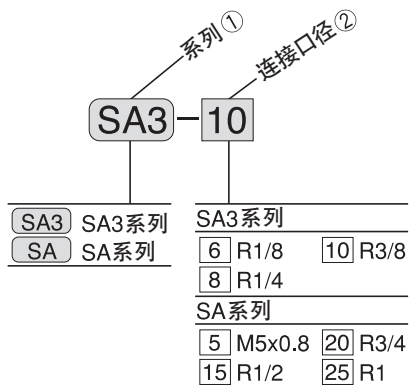 系列① 连接口径②
SA3-10
SA3 SA3系列
SA SA系列
SA3系列
6 R1/8 10 R3/8
8 R1/4
SA系列
5 M5x0.8 20 R3/4
15 R1/2 25 R1